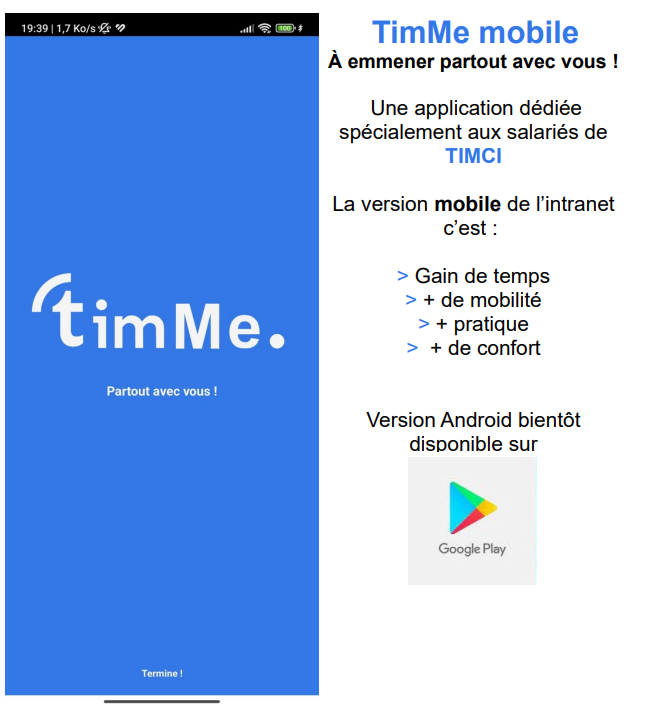 19:39 | 1,7 Ko/s
100
timMe.
Partout avec vous !
Termine !
TimMe mobile
À emmener partout avec vous !
Une application dédiée
spécialement aux salariés de
TIMCI
La version mobile de l’intranet
c’est :
> Gain de temps
> + de mobilité
> + pratique
> + de confort
Version Android bientôt
disponible sur
Google Play